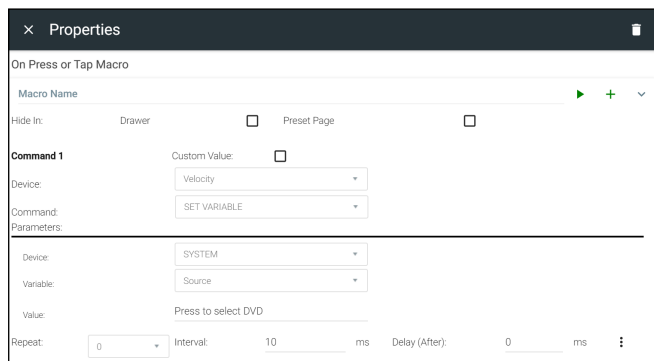 × Properties
On Press or Tap Macro
Macro Name
Hide In: Drawer Preset Page
Command 1 Custom Value:
Device: Velocity
Command: SET VARIABLE
Parameters:
Device: SYSTEM
Variable: Source
Value: Press to select DVD
Repeat: 0 Interval: 10 ms Delay (After): 0 ms